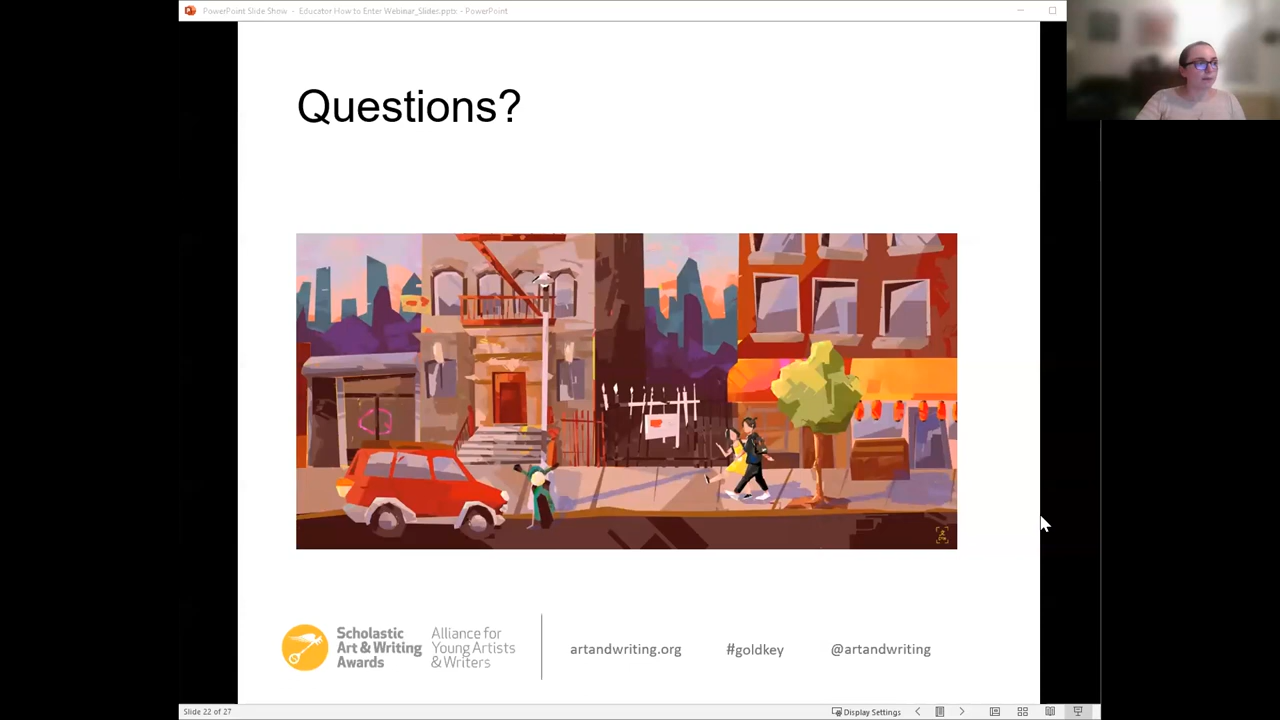 PowerPoint Slide Show - Educator How to Enter Webinar_Slides.pptx - PowerPoint
Questions?
Scholastic
Art & Writing
Awards
Alliance for
Young Artists
& Writers
artandwriting.org
#goldkey
@artandwriting
Slide 22 of 27
Display Settings